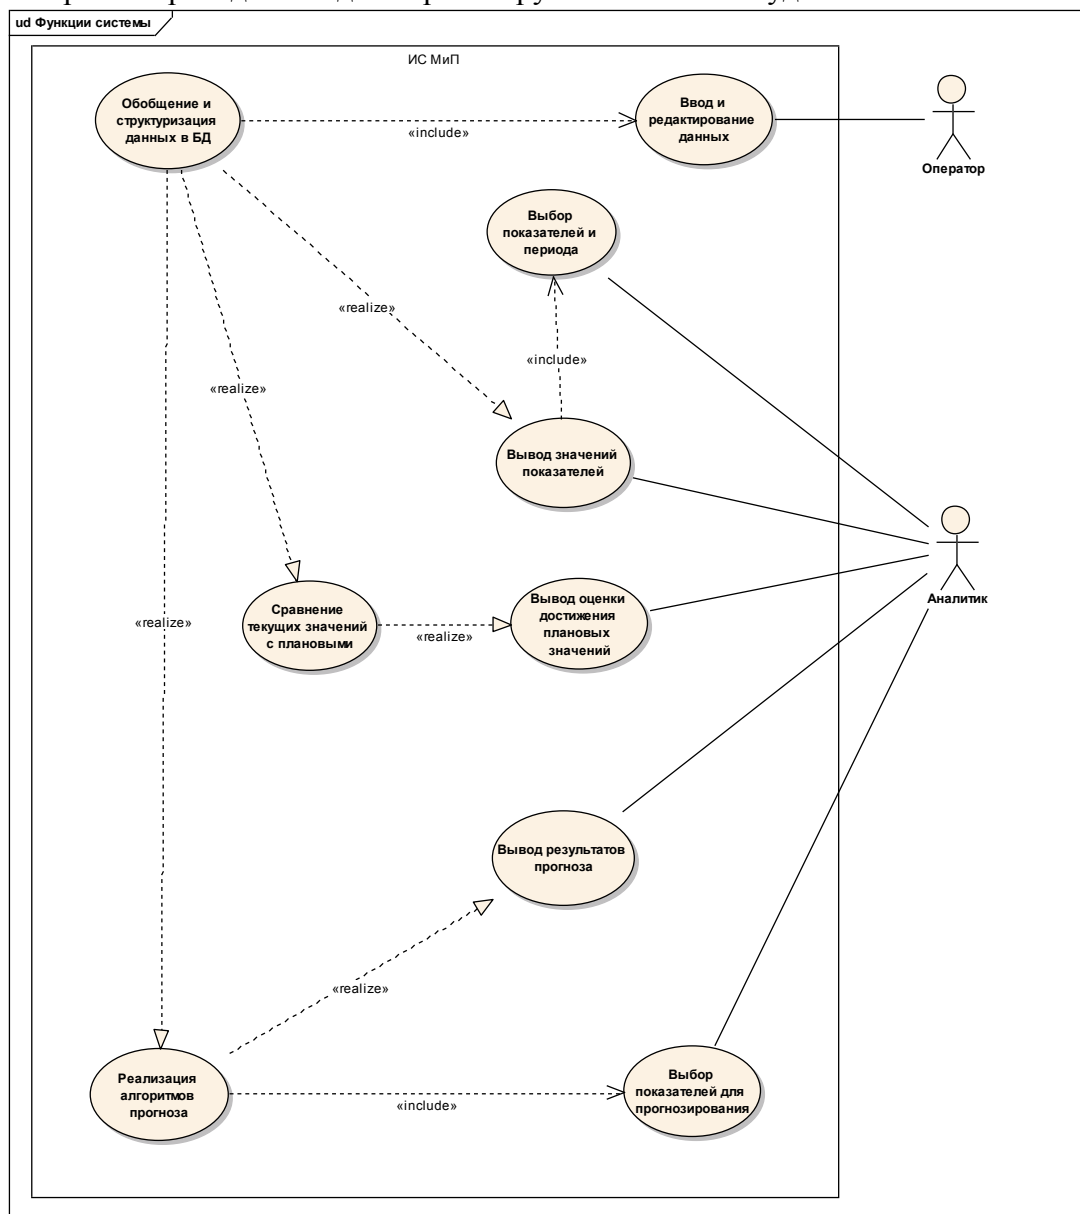 ud Функции системы
ИС МиП
Обобщение и
структуризация
данных в БД
«include»
Ввод и
редактирование
данных
Оператор
Выбор
показателей и
периода
«realize»
«include»
«realize»
Вывод значений
показателей
Аналитик
«realize»
Сравнение
текущих значений
с плановыми
«realize»
Вывод оценки
достижения
плановых
значений
Вывод результатов
прогноза
«realize»
Реализация
алгоритмов
прогноза
«include»
Выбор
показателей для
прогнозирования